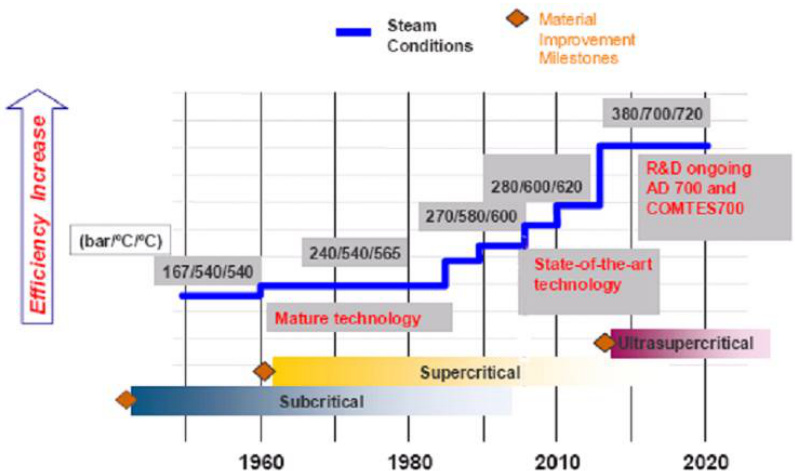 Steam
Conditions
Material
Improvement
Milestones
Efficiency Increase
380/700/720
280/600/620
R&D ongoing
AD 700 and
COMTES700
270/580/600
(bar/ºC/ºC)
240/540/565
167/540/540
State-of-the-art
technology
Mature technology
Ultrasupercritical
Supercritical
Subcritical
1960
1980
2010
2020